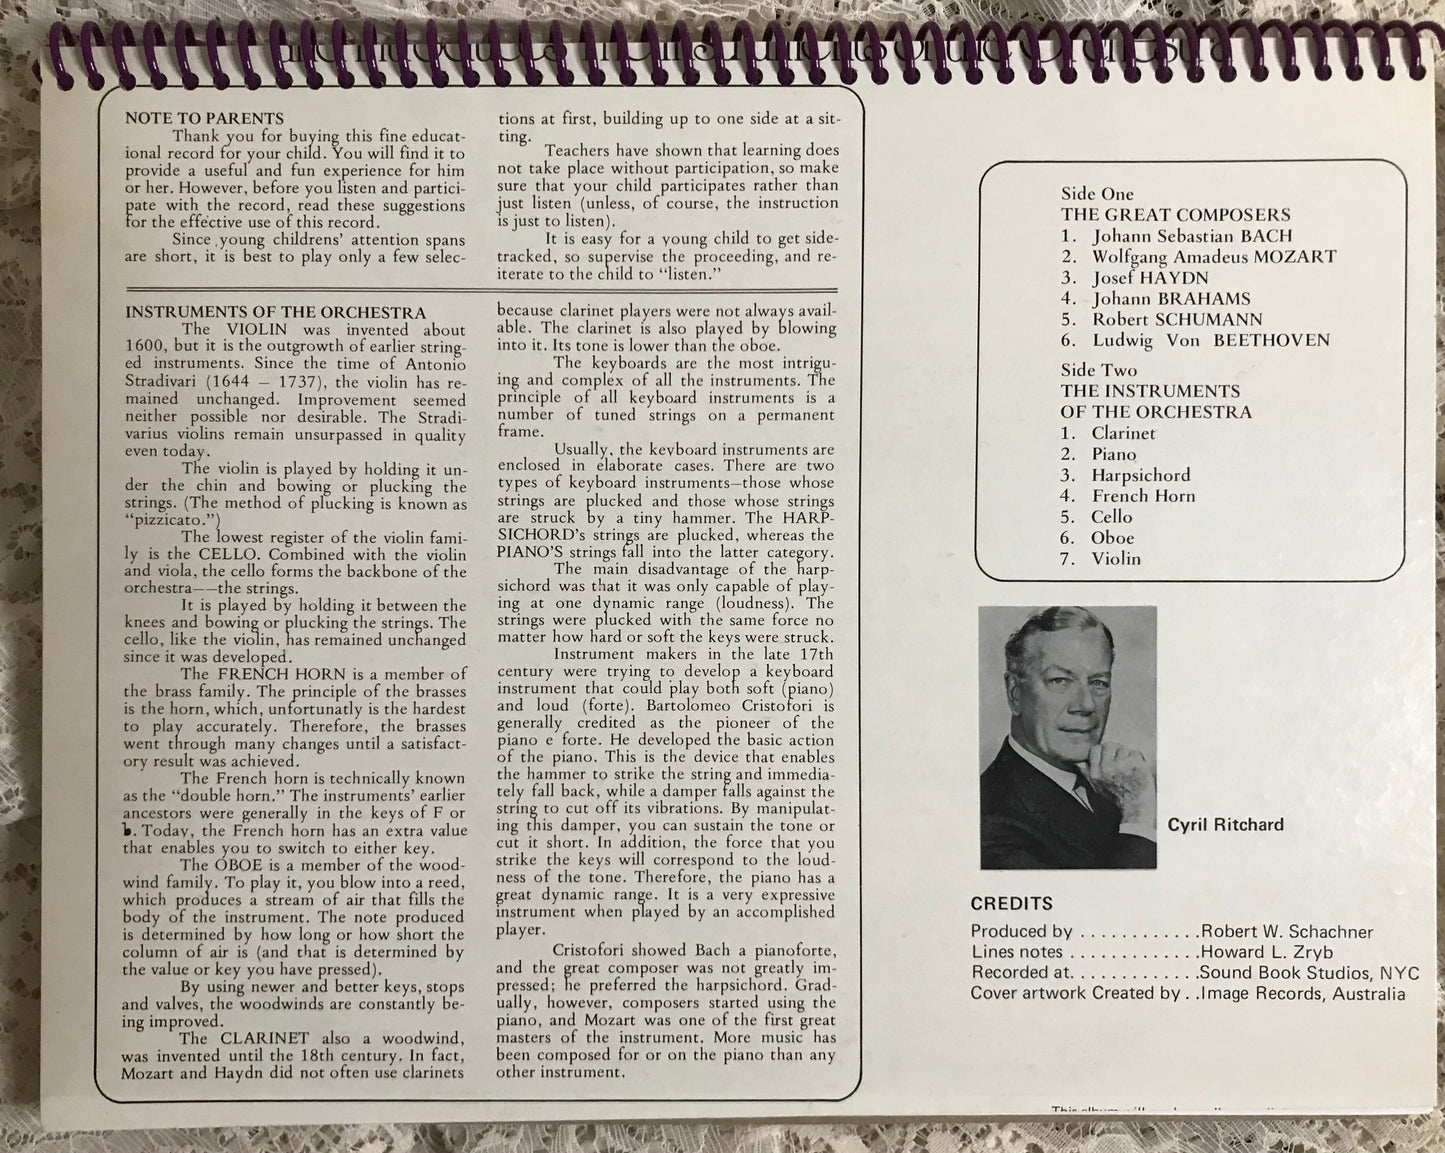 and introduces the instruments of the Orchestra
NOTE TO PARENTS
Thank you for buying this fine educat-
ional record for your child. You will find it to
provide a useful and fun experience for him
or her. However, before you listen and partici-
pate with the record, read these suggestions
for the effective use of this record.
Since young childrens' attention spans
are short, it is best to play only a few selec-
tions at first, building up to one side at a sit-
ting.
Teachers have shown that learning does
not take place without participation, so make
sure that your child participates rather than
just listen (unless, of course, the instruction
is just to listen).
It is easy for a young child to get side-
tracked, so supervise the proceeding, and re-
iterate to the child to “listen.”
INSTRUMENTS OF THE ORCHESTRA
The VIOLIN was invented about
1600, but it is the outgrowth of earlier string-
ed instruments. Since the time of Antonio
Stradivari (1644 – 1737), the violin has re-
mained unchanged. Improvement seemed
neither possible nor desirable. The Stradi-
varius violins remain unsurpassed in quality
even today.
The violin is played by holding it un-
der the chin and bowing or plucking the
strings. (The method of plucking is known as
“pizzicato.”)
The lowest register of the violin fami-
ly is the CELLO. Combined with the violin
and viola, the cello forms the backbone of the
orchestra––the strings.
It is played by holding it between the
knees and bowing or plucking the strings. The
cello, like the violin, has remained unchanged
since it was developed.
The FRENCH HORN is a member of
the brass family. The principle of the brasses
is the horn, which, unfortunatly is the hardest
to play accurately. Therefore, the brasses
went through many changes until a satisfact-
ory result was achieved.
The French horn is technically known
as the “double horn.” The instruments' earlier
ancestors were generally in the keys of F or
b. Today, the French horn has an extra value
that enables you to switch to either key.
The OBOE is a member of the wood-
wind family. To play it, you blow into a reed,
which produces a stream of air that fills the
body of the instrument. The note produced
is determined by how long or how short the
column of air is (and that is determined by
the value or key you have pressed).
By using newer and better keys, stops
and valves, the woodwinds are constantly be-
ing improved.
The CLARINET also a woodwind,
was invented until the 18th century. In fact,
Mozart and Haydn did not often use clarinets
because clarinet players were not always avail-
able. The clarinet is also played by blowing
into it. Its tone is lower than the oboe.
The keyboards are the most intrigu-
ing and complex of all the instruments. The
principle of all keyboard instruments is a
number of tuned strings on a permanent
frame.
Usually, the keyboard instruments are
enclosed in elaborate cases. There are two
types of keyboard instruments—those whose
strings are plucked and those whose strings
are struck by a tiny hammer. The HARP-
SICHORD's strings are plucked, whereas the
PIANO'S strings fall into the latter category.
The main disadvantage of the harp-
sichord was that it was only capable of play-
ing at one dynamic range (loudness). The
strings were plucked with the same force no
matter how hard or soft the keys were struck.
Instrument makers in the late 17th
century were trying to develop a keyboard
instrument that could play both soft (piano)
and loud (forte). Bartolomeo Cristofori is
generally credited as the pioneer of the
piano e forte. He developed the basic action
of the piano. This is the device that enables
the hammer to strike the string and immedia-
tely fall back, while a damper falls against the
string to cut off its vibrations. By manipulat-
ing this damper, you can sustain the tone or
cut it short. In addition, the force that you
strike the keys will correspond to the loud-
ness of the tone. Therefore, the piano has a
great dynamic range. It is a very expressive
instrument when played by an accomplished
player.
Cristofori showed Bach a pianoforte,
and the great composer was not greatly im-
pressed; he preferred the harpsichord. Grad-
ually, however, composers started using the
piano, and Mozart was one of the first great
masters of the instrument. More music has
been composed for or on the piano than any
other instrument.
Side One
THE GREAT COMPOSERS
1. Johann Sebastian BACH
2. Wolfgang Amadeus MOZART
3. Josef HAYDN
4. Johann BRAHAMS
5. Robert SCHUMANN
6. Ludwig Von BEETHOVEN
Side Two
THE INSTRUMENTS
OF THE ORCHESTRA
1. Clarinet
2. Piano
3. Harpsichord
4. French Horn
5. Cello
6. Oboe
7. Violin
Cyril Ritchard
CREDITS
Produced by . . . . . . . . . . . .Robert W. Schachner
Lines notes . . . . . . . . . . . . .Howard L. Zryb
Recorded at. . . . . . . . . . . . .Sound Book Studios, NYC
Cover artwork Created by . .Image Records, Australia
This album will